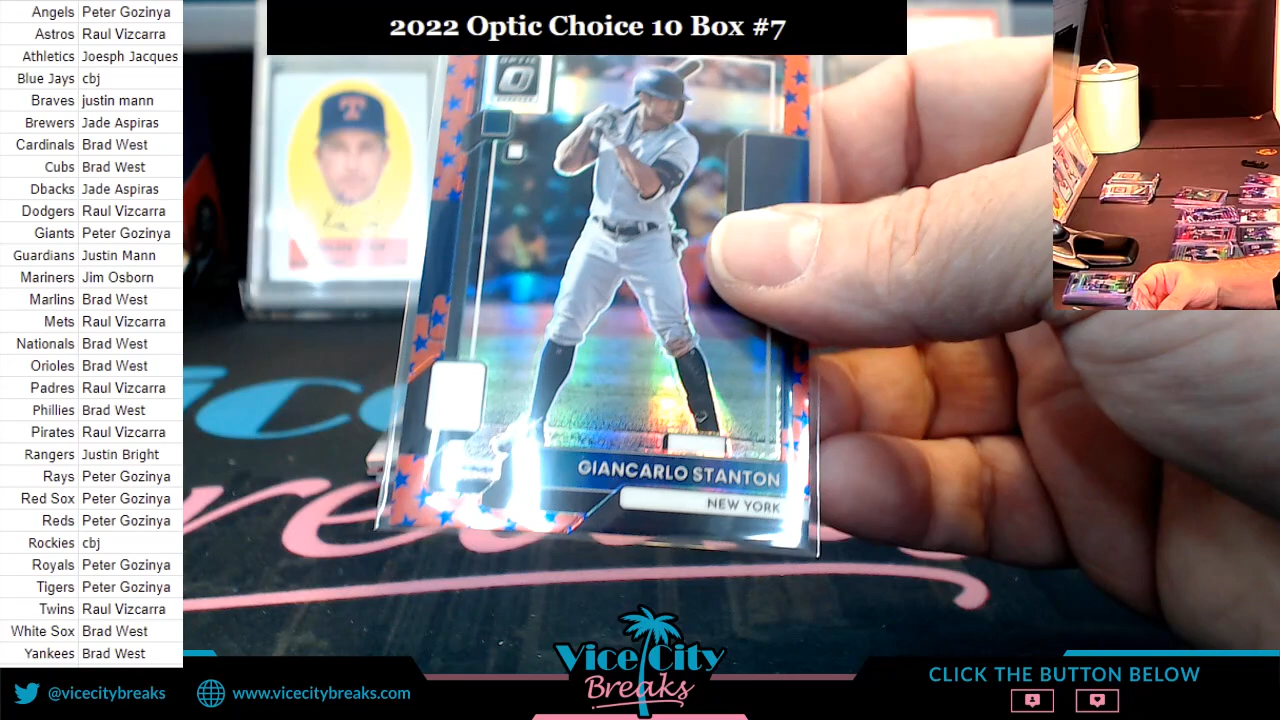 2022 Optic Choice 10 Box #7
Angels Peter Gozinya
Astros Raul Vizcarra
Athletics Joesph Jacques
Blue Jays cbj
Braves justin mann
Brewers Jade Aspiras
Cardinals Brad West
Cubs Brad West
Dbacks Jade Aspiras
Dodgers Raul Vizcarra
Giants Peter Gozinya
Guardians Justin Mann
Mariners Jim Osborn
Marlins Brad West
Mets Raul Vizcarra
Nationals Brad West
Orioles Brad West
Padres Raul Vizcarra
Phillies Brad West
Pirates Raul Vizcarra
Rangers Justin Bright
Rays Peter Gozinya
Red Sox Peter Gozinya
Reds Peter Gozinya
Rockies cbj
Royals Peter Gozinya
Tigers Peter Gozinya
Twins Raul Vizcarra
White Sox Brad West
Yankees Brad West
OPTIC
T
GIANCARLO STANTON
NEW YORK
Vice City
Breaks
@vicecitybreaks
www.vicecitybreaks.com
CLICK THE BUTTON BELOW